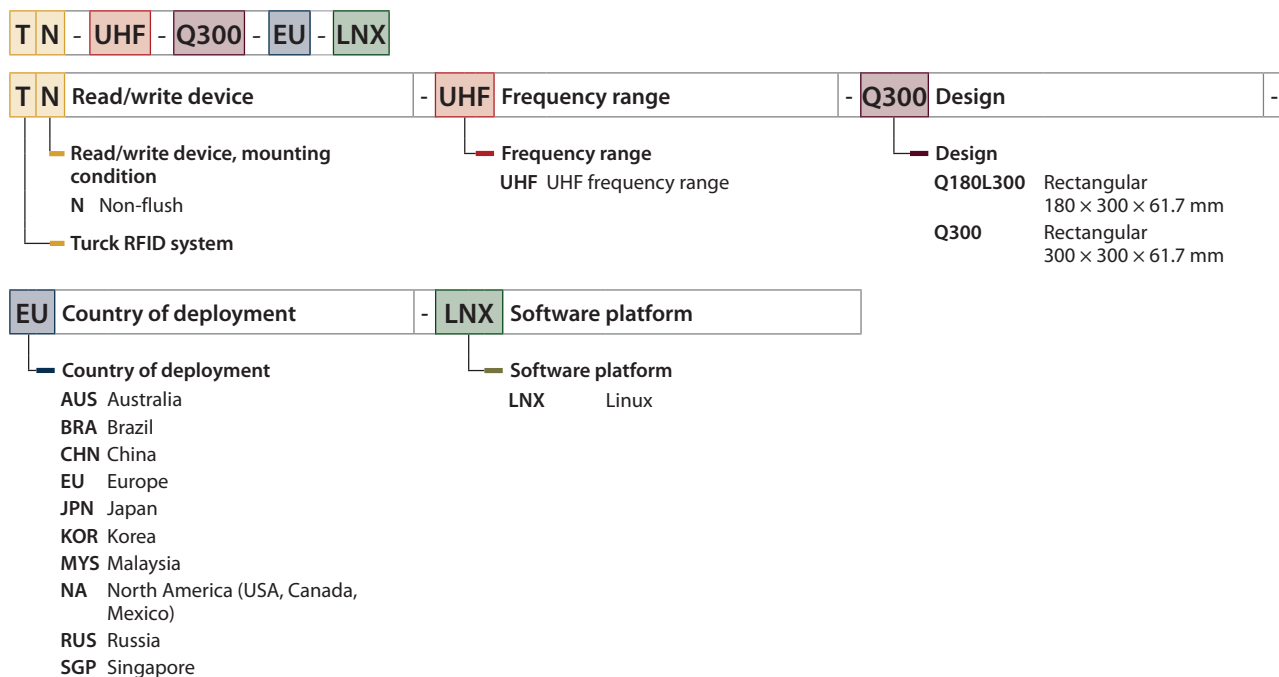 T N - UHF - Q300 - EU - LNX
T N Read/write device - UHF Frequency range - Q300 Design -
Read/write device, mounting
condition
N Non-flush
Turck RFID system
Frequency range
UHF UHF frequency range
Design
Q180L300 Rectangular
180 × 300 × 61.7 mm
Q300 Rectangular
300 × 300 × 61.7 mm
EU Country of deployment - LNX Software platform
Country of deployment
AUS Australia
BRA Brazil
CHN China
EU Europe
JPN Japan
KOR Korea
MYS Malaysia
NA North America (USA, Canada,
Mexico)
RUS Russia
SGP Singapore
Software platform
LNX Linux